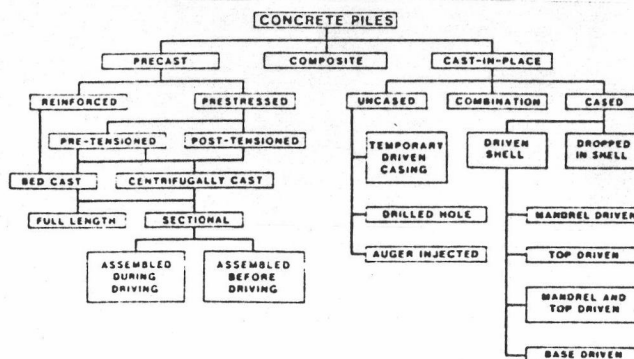 CONCRETE PILES
PRECAST
COMPOSITE
CAST-IN-PLACE
REINFORCED
PRESTRESSED
UNCASED
COMBINATION
CASED
PRE-TENSIONED
POST-TENSIONED
TEMPORARY
DRIVEN
CASING
DRIVEN
SHELL
DROPPED
IN SHELL
BED CAST
CENTRIFUGALLY CAST
FULL LENGTH
SECTIONAL
DRILLED HOLE
MANDREL DRIVEN
ASSEMBLED
DURING
DRIVING
ASSEMBLED
BEFORE
DRIVING
AUGER INJECTED
TOP DRIVEN
MANDREL AND
TOP DRIVEN
BASE DRIVEN